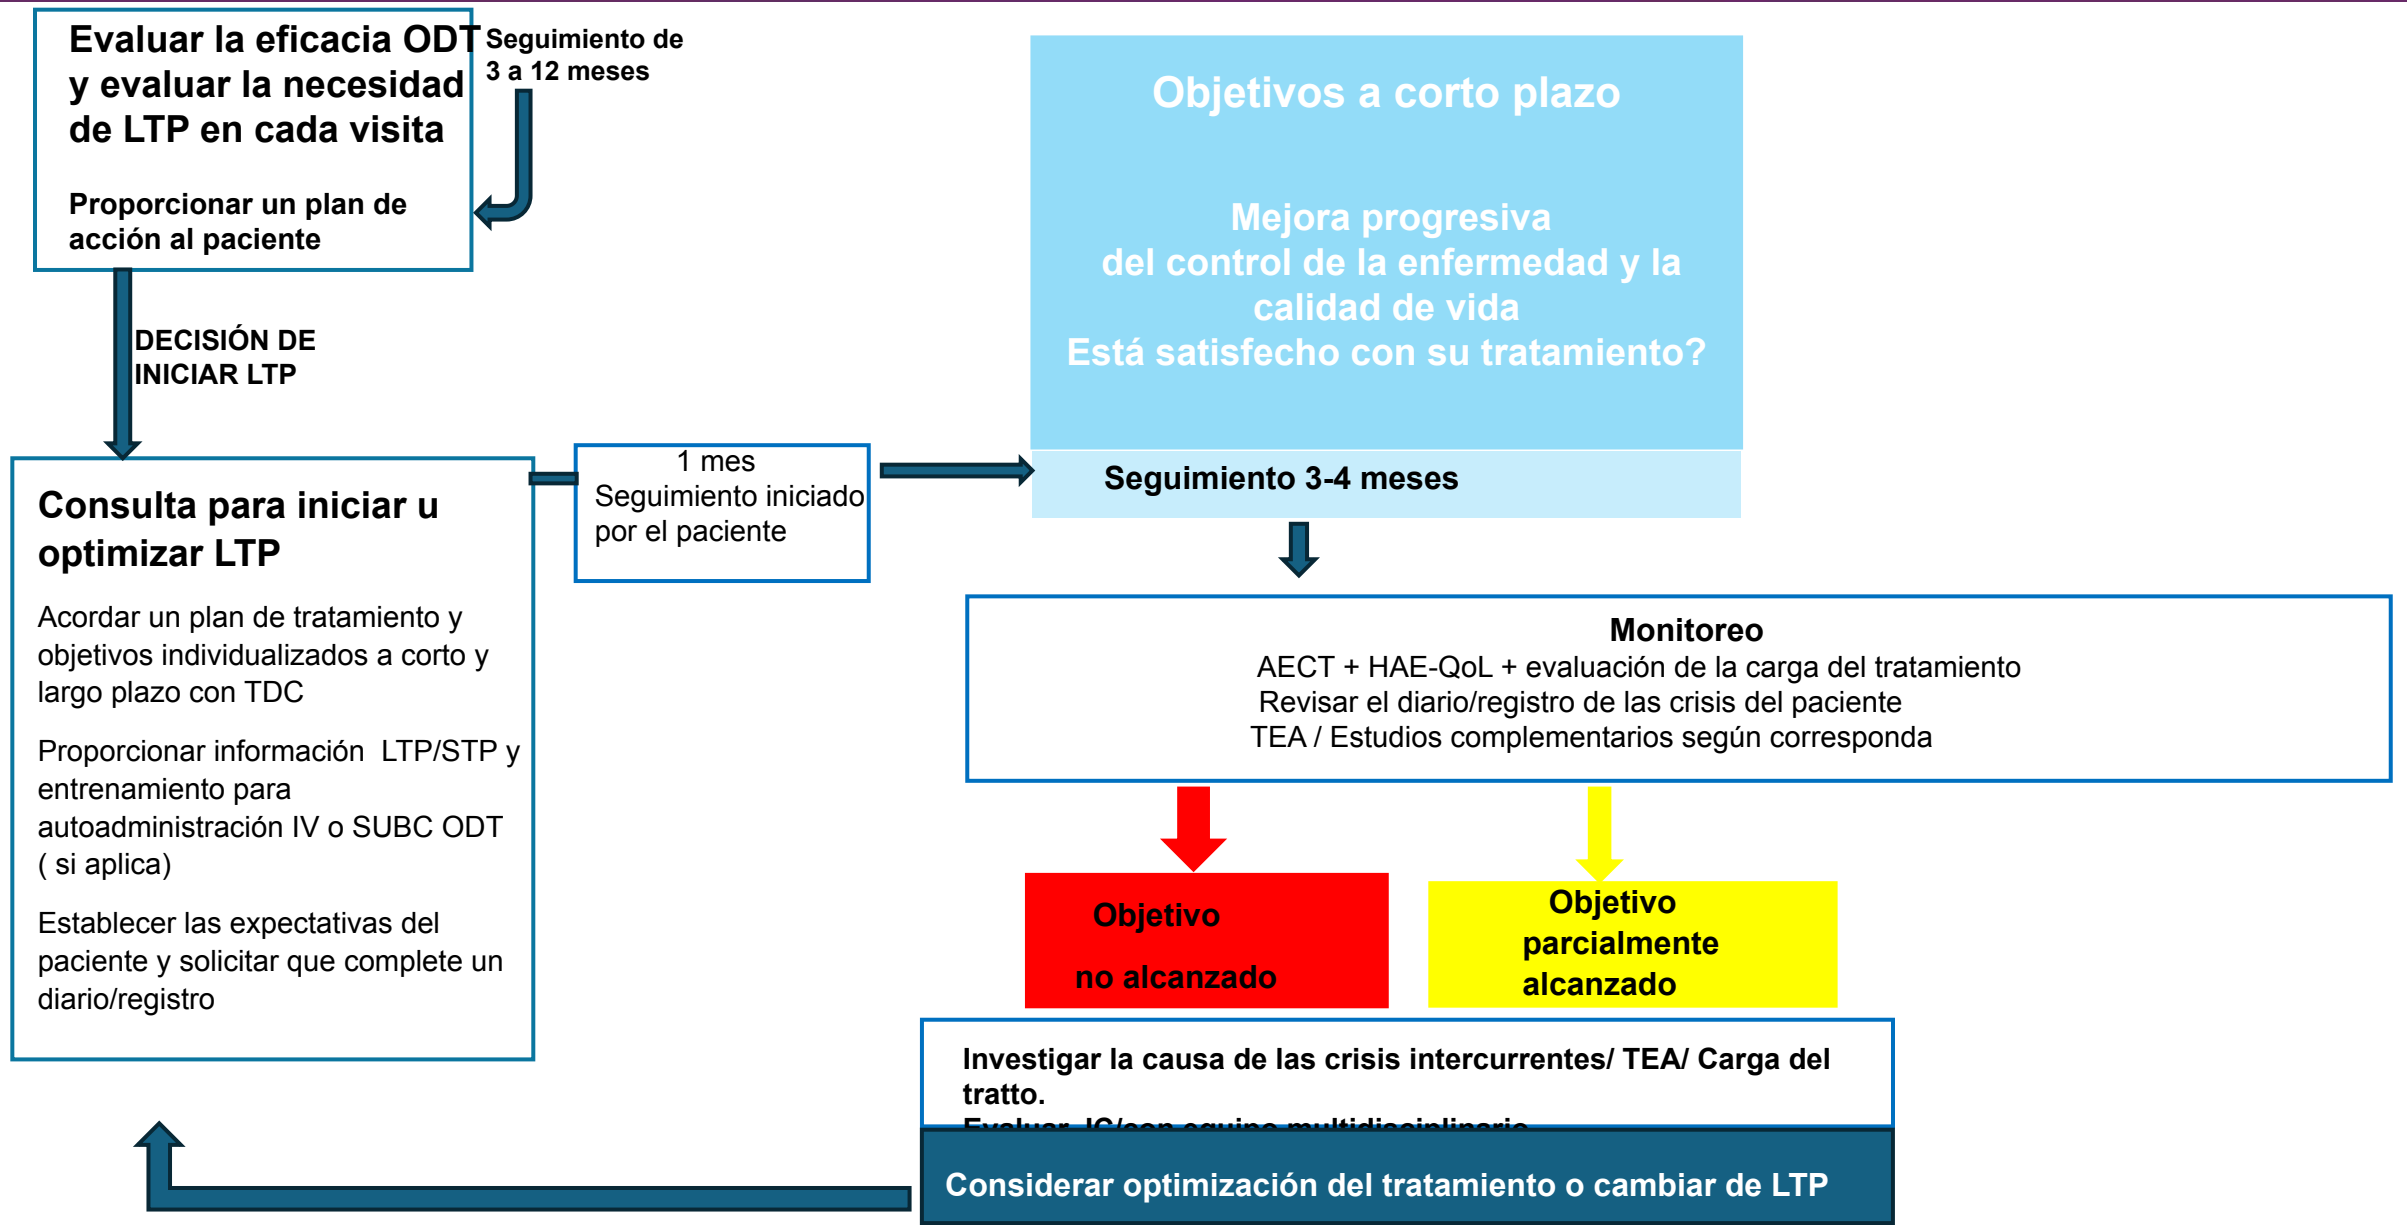 Evaluar la eficacia ODT
y evaluar la necesidad
de LTP en cada visita
Proporcionar un plan de
acción al paciente
Seguimiento de
3 a 12 meses
DECISIÓN DE
INICIAR LTP
Consulta para iniciar u
optimizar LTP
Acordar un plan de tratamiento y
objetivos individualizados a corto y
largo plazo con TDC
Proporcionar información LTP/STP y
entrenamiento para
autoadministración IV o SUBC ODT
( si aplica)
Establecer las expectativas del
paciente y solicitar que complete un
diario/registro
1 mes
Seguimiento iniciado
por el paciente
Objetivos a corto plazo
Mejora progresiva
del control de la enfermedad y la
calidad de vida
Está satisfecho con su tratamiento?
Seguimiento 3-4 meses
Monitoreo
AECT + HAE-QoL + evaluación de la carga del tratamiento
Revisar el diario/registro de las crisis del paciente
TEA / Estudios complementarios según corresponda
Objetivo
no alcanzado
Objetivo
parcialmente
alcanzado
Investigar la causa de las crisis intercurrentes/ TEA/ Carga del
tratto.
Evaluar IC/con equipo multidisciplinario
Considerar optimización del tratamiento o cambiar de LTP